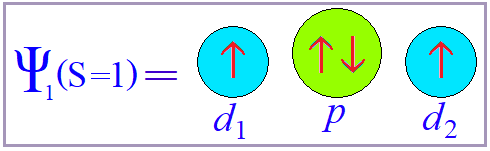 Ψ₁(S=1)= ↑ ↑↓ ↑
d₁ p d₂